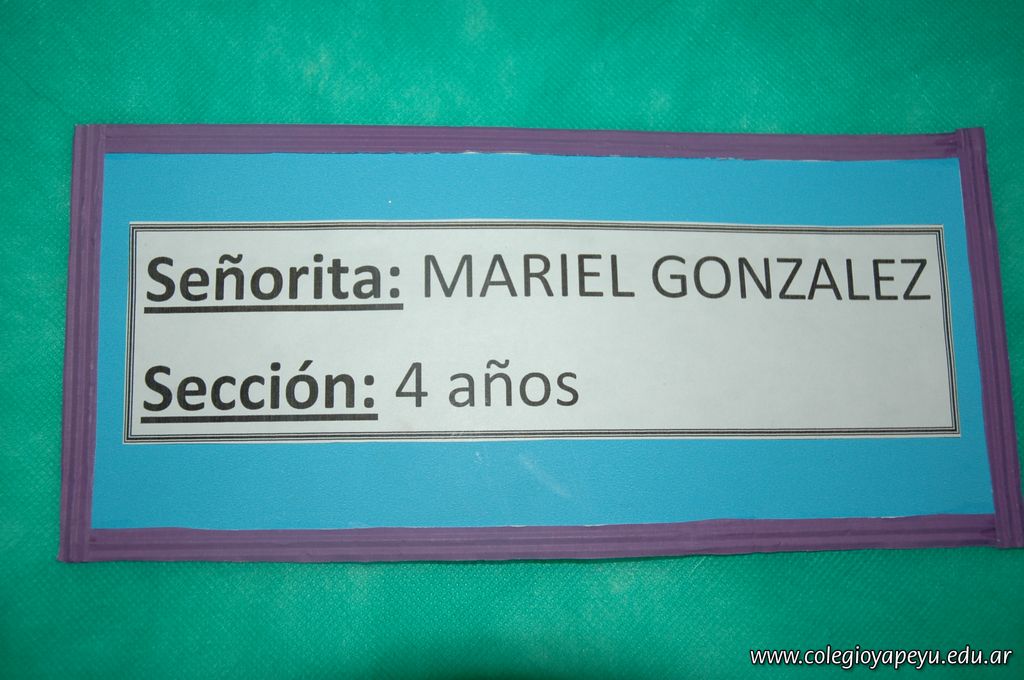 Señorita: MARIEL GONZALEZ
Sección: 4 años
www.colegioyapeyu.edu.ar